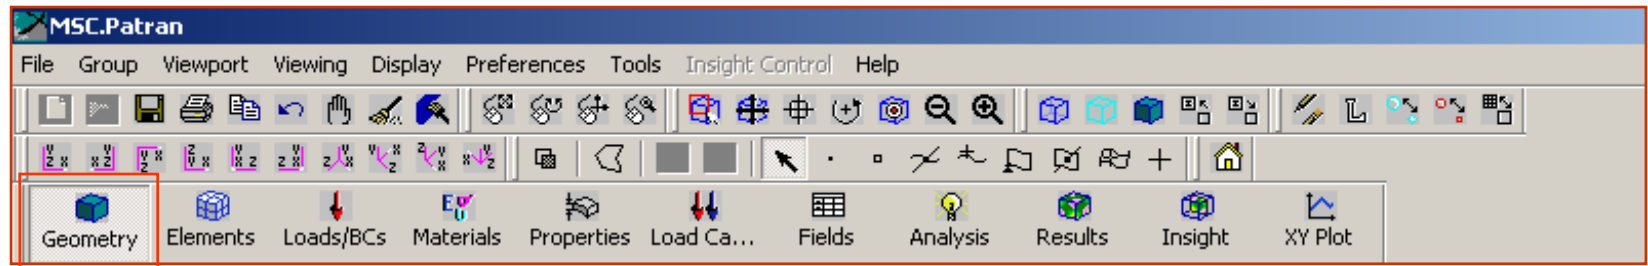 MSC.Patran
File Group Viewport Viewing Display Preferences Tools Insight Control Help
Geometry Elements Loads/BCs Materials Properties Load Ca... Fields Analysis Results Insight XY Plot